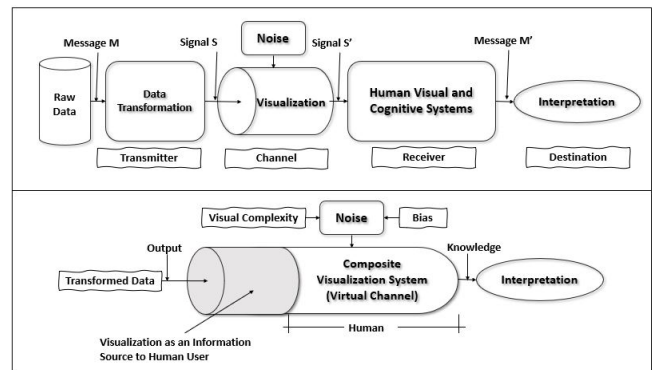 Message M
Signal S
Noise
Signal S'
Message M'
Raw
Data
Data
Transformation
Visualization
Human Visual and
Cognitive Systems
Interpretation
Transmitter
Channel
Receiver
Destination
Visual Complexity
Noise
Bias
Output
Knowledge
Transformed Data
Composite
Visualization System
(Virtual Channel)
Interpretation
Human
Visualization as an Information
Source to Human User